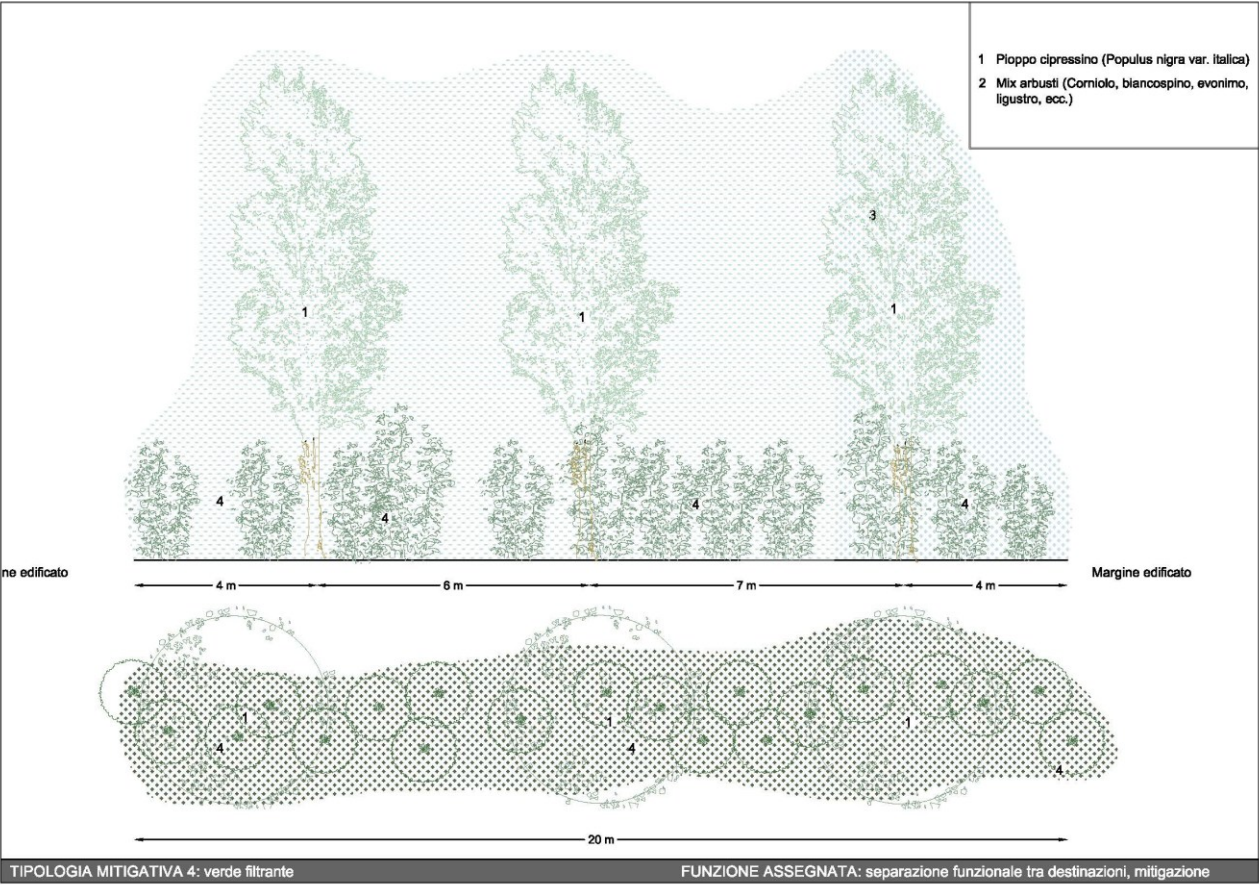 1 Pioppo cipressino (Populus nigra var. italica)
2 Mix arbusti (Corniolo, biancospino, evonimo,
ligustro, ecc.)
3
1
1
1
4
4
4
4
ne edificato
4 m
6 m
7 m
4 m
Margine edificato
1
1
1
4
4
4
20 m
TIPOLOGIA MITIGATIVA 4: verde filtrante
FUNZIONE ASSEGNATA: separazione funzionale tra destinazioni, mitigazione